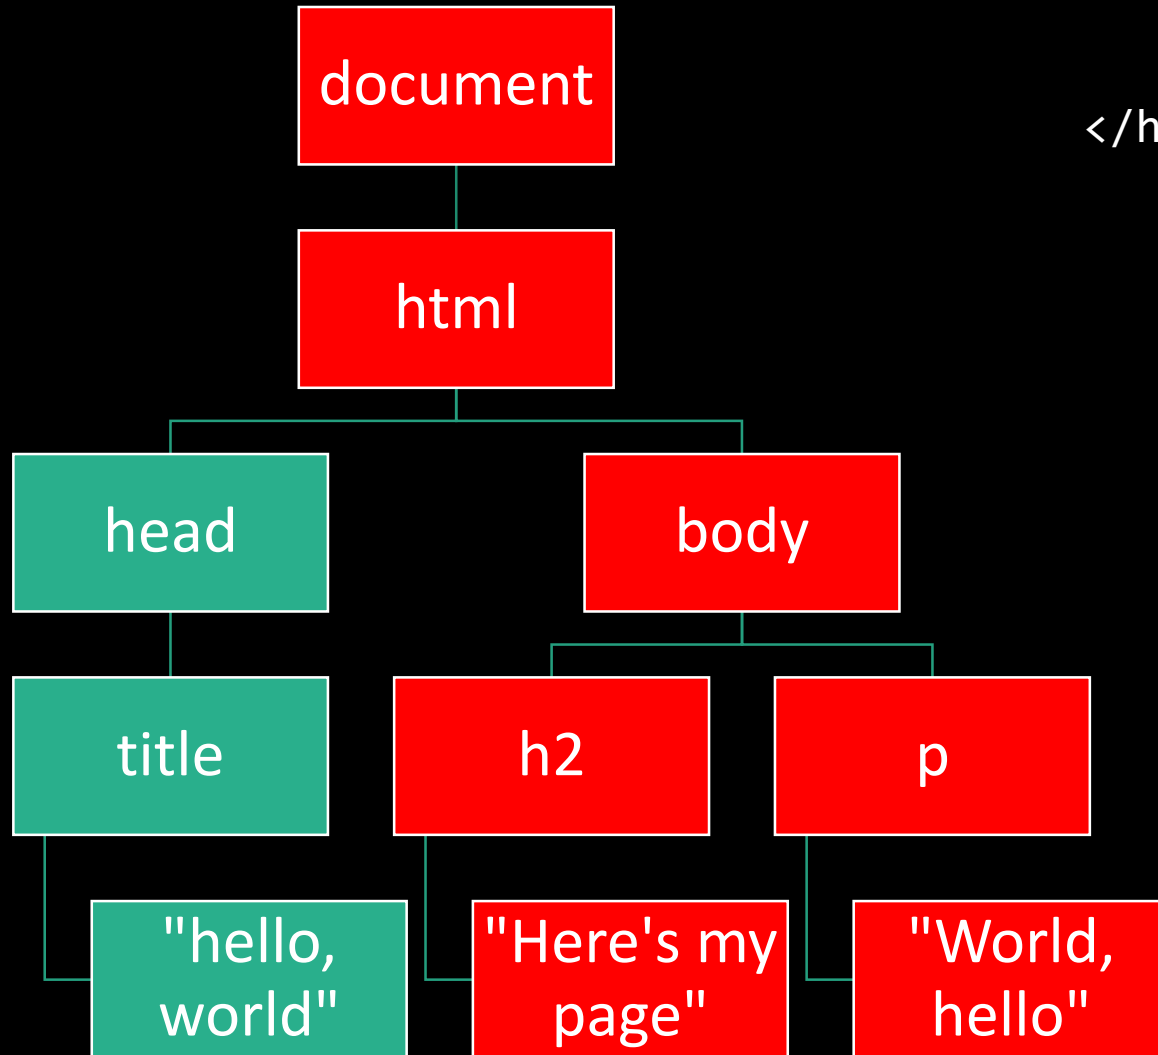 document
</h
html
head
body
title
h2
p
"hello,
world"
"Here's my
page"
"World,
hello"